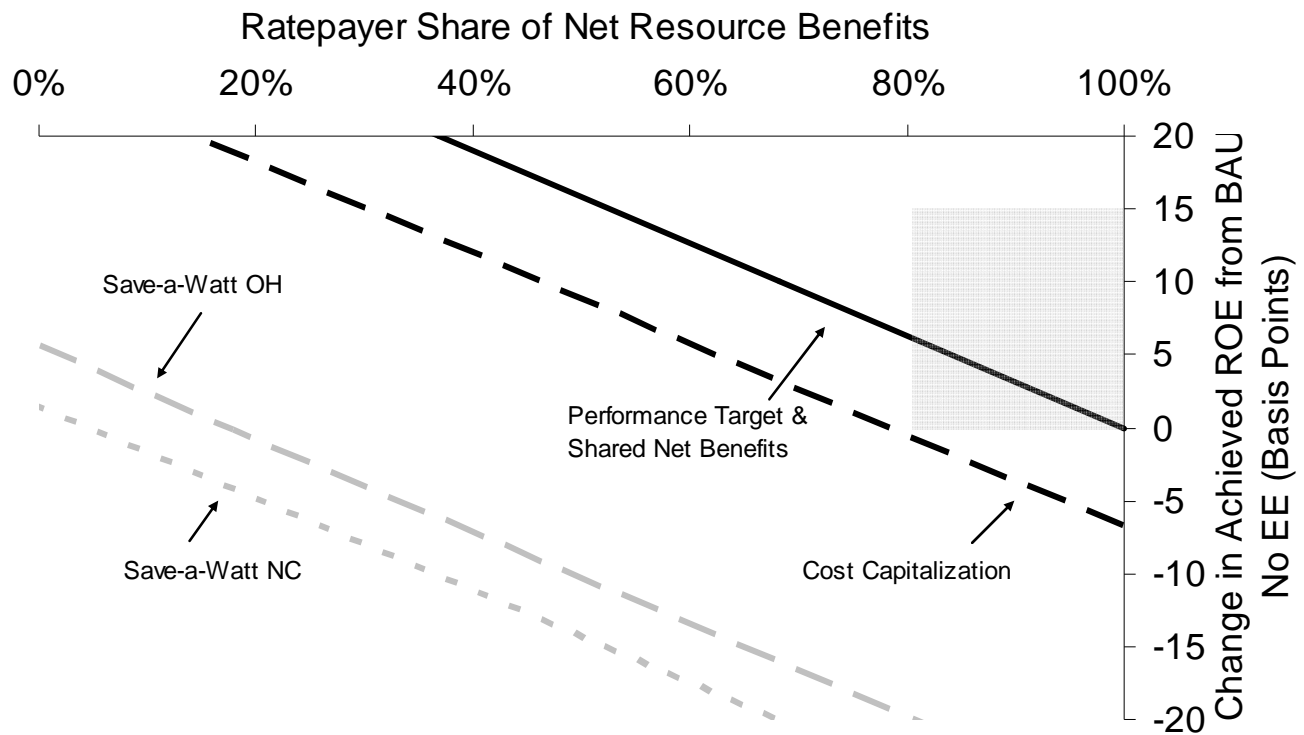 Ratepayer Share of Net Resource Benefits
0% 20% 40% 60% 80% 100%
20
15
10
5
0
-5
-10
-15
-20
Change in Achieved ROE from BAU
No EE (Basis Points)
Save-a-Watt OH
Performance Target &
Shared Net Benefits
Save-a-Watt NC
Cost Capitalization